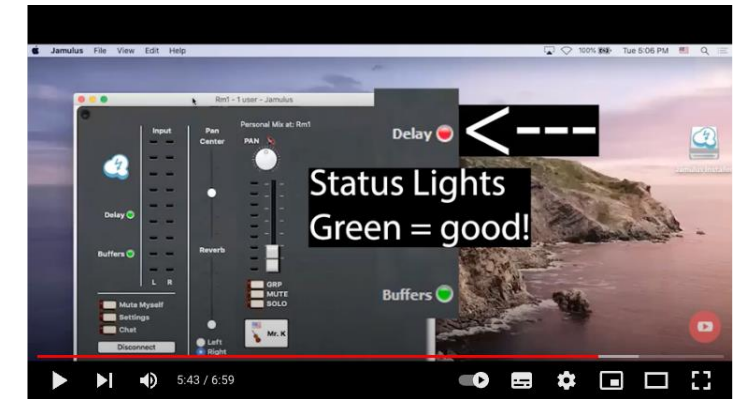 Jamulus File View Edit Help
100% Tue 5:06 PM
Rm1 - 1 user - Jamulus
Input
Pan
Center
Personal Mix at: Rm1
PAN
Delay
Buffers
L R
Reverb
GRP
MUTE
SOLO
Mute Myself
Settings
Chat
Disconnect
Left
Right
Mr. K
Delay <---
Status Lights
Green = good!
Buffers
5:43 / 6:59